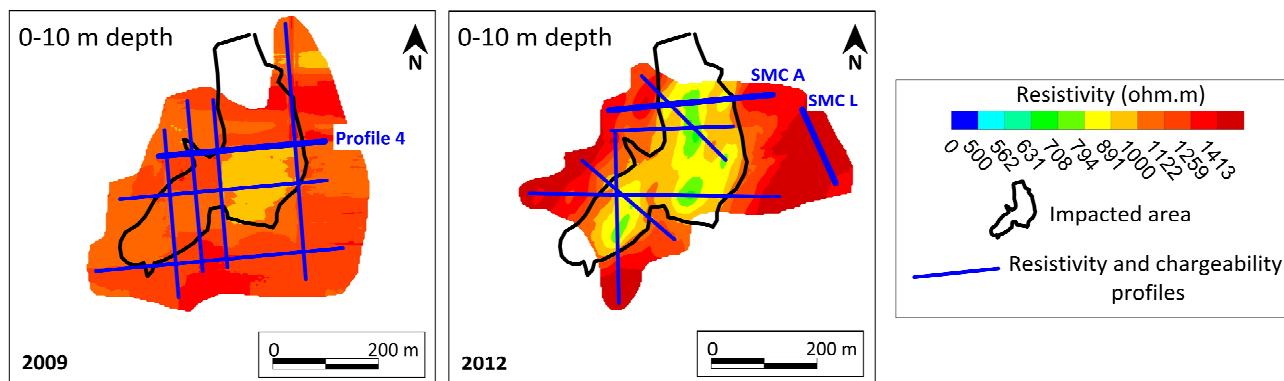 0-10 m depth
N
Profile 4
0
200 m
2009
0-10 m depth
N
SMC A
SMC L
0
200 m
2012
Resistivity (ohm.m)
0
500
562
631
708
794
891
1000
1122
1259
1413
Impacted area
Resistivity and chargeability
profiles